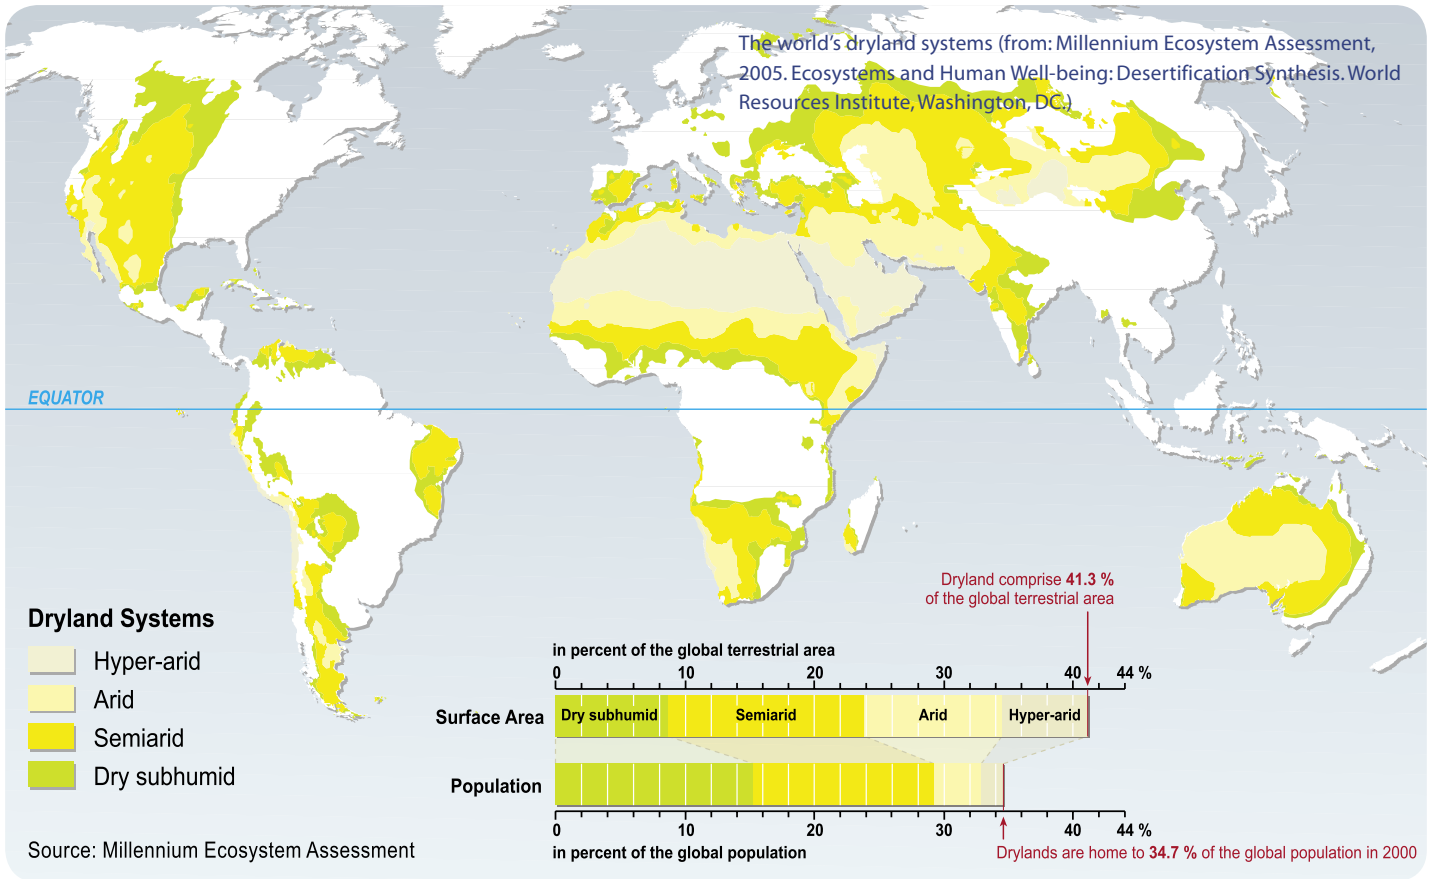 The world's dryland systems (from: Millennium Ecosystem Assessment,
2005. Ecosystems and Human Well-being: Desertification Synthesis. World
Resources Institute, Washington, DC.)
EQUATOR
Dryland comprise 41.3 %
of the global terrestrial area
Dryland Systems
Hyper-arid
Arid
Semiarid
Dry subhumid
in percent of the global terrestrial area
0 10 20 30 40 44 %
Surface Area Dry subhumid Semiarid Arid Hyper-arid
Population
0 10 20 30 40 44 %
in percent of the global population
Drylands are home to 34.7 % of the global population in 2000
Source: Millennium Ecosystem Assessment